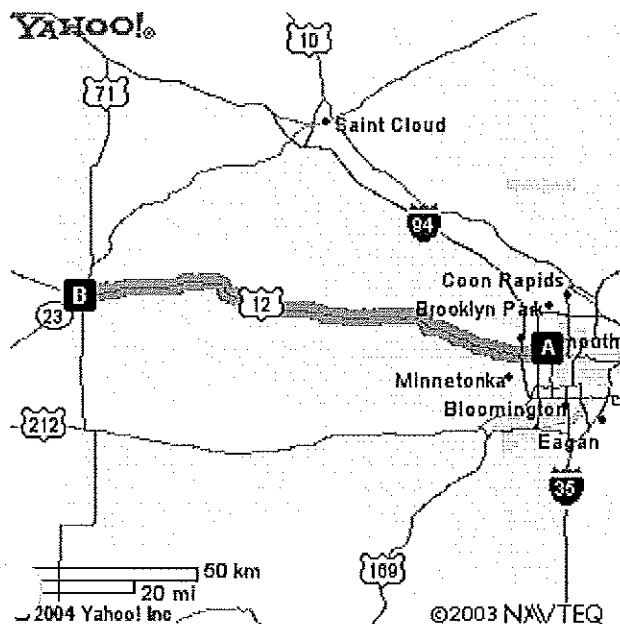 YAHOO!®
10
71
Saint Cloud
94
Coon Rapids
B
12
Brooklyn Park
23
A
mouth
Minnetonka
212
Bloomington
Eagan
35
50 km
169
20 mi
2004 Yahoo! Inc
©2003 NAVTEQ